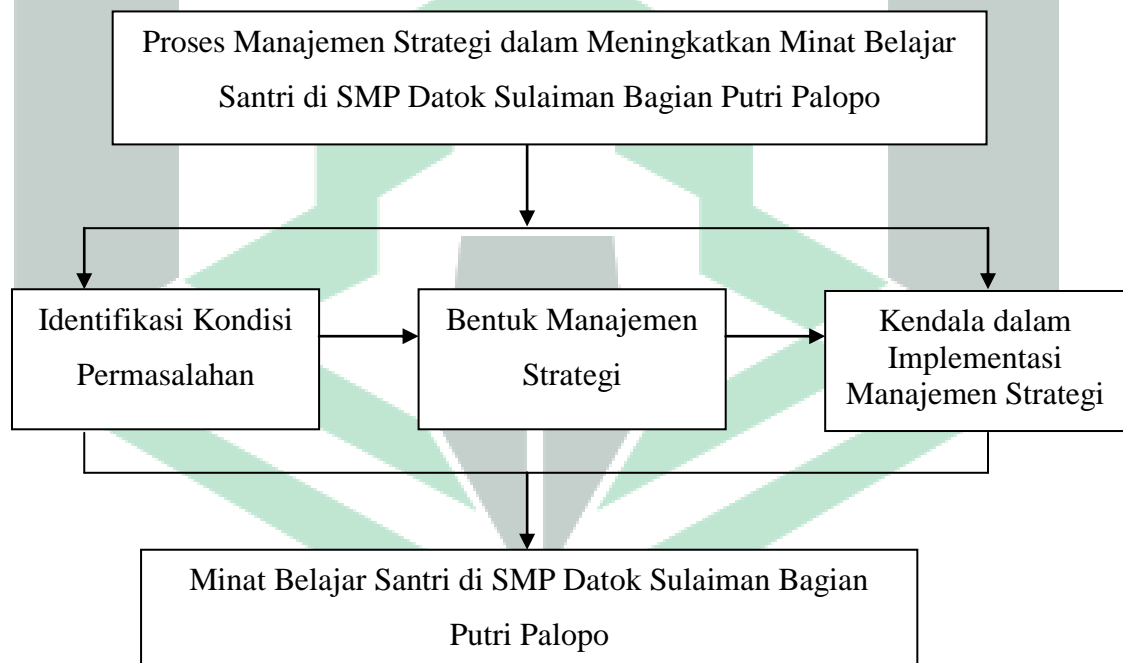 Proses Manajemen Strategi dalam Meningkatkan Minat Belajar
Santri di SMP Datok Sulaiman Bagian Putri Palopo
Identifikasi Kondisi
Permasalahan
Bentuk Manajemen
Strategi
Kendala dalam
Implementasi
Manajemen Strategi
Minat Belajar Santri di SMP Datok Sulaiman Bagian
Putri Palopo